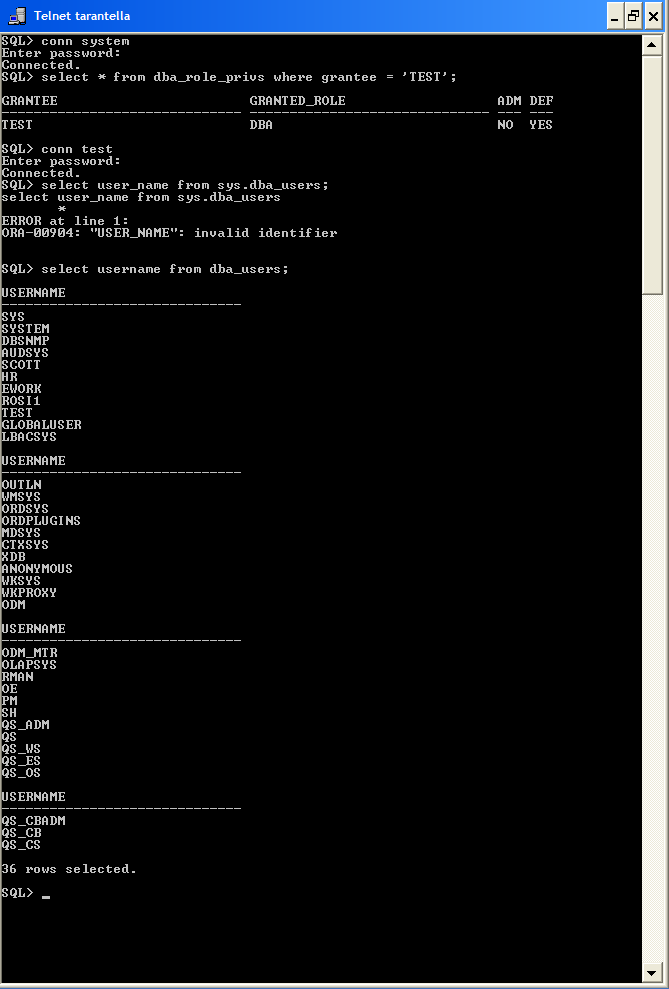 Telnet tarantella
SQL> conn system
Enter password:
Connected.
SQL> select * from dba_role_privs where grantee = 'TEST';
GRANTEE                        GRANTED_ROLE                   ADM DEF
------------------------------ ------------------------------ --- ---
TEST                           DBA                            NO  YES
SQL> conn test
Enter password:
Connected.
SQL> select user_name from sys.dba_users;
select user_name from sys.dba_users
       *
ERROR at line 1:
ORA-00904: "USER_NAME": invalid identifier
SQL> select username from dba_users;
USERNAME
------------------------------
SYS
SYSTEM
DBSNMP
AUDSYS
SCOTT
HR
EWORK
ROSI1
TEST
GLOBALUSER
LBACSYS
USERNAME
------------------------------
OUTLN
WMSYS
ORDSYS
ORDPLUGINS
MDSYS
CTXSYS
XDB
ANONYMOUS
WKSYS
WKPROXY
ODM
USERNAME
------------------------------
ODM_MTR
OLAPSYS
RMAN
OE
PM
SH
QS_ADM
QS
QS_WS
QS_ES
QS_OS
USERNAME
------------------------------
QS_CBADM
QS_CB
QS_CS
36 rows selected.
SQL> _